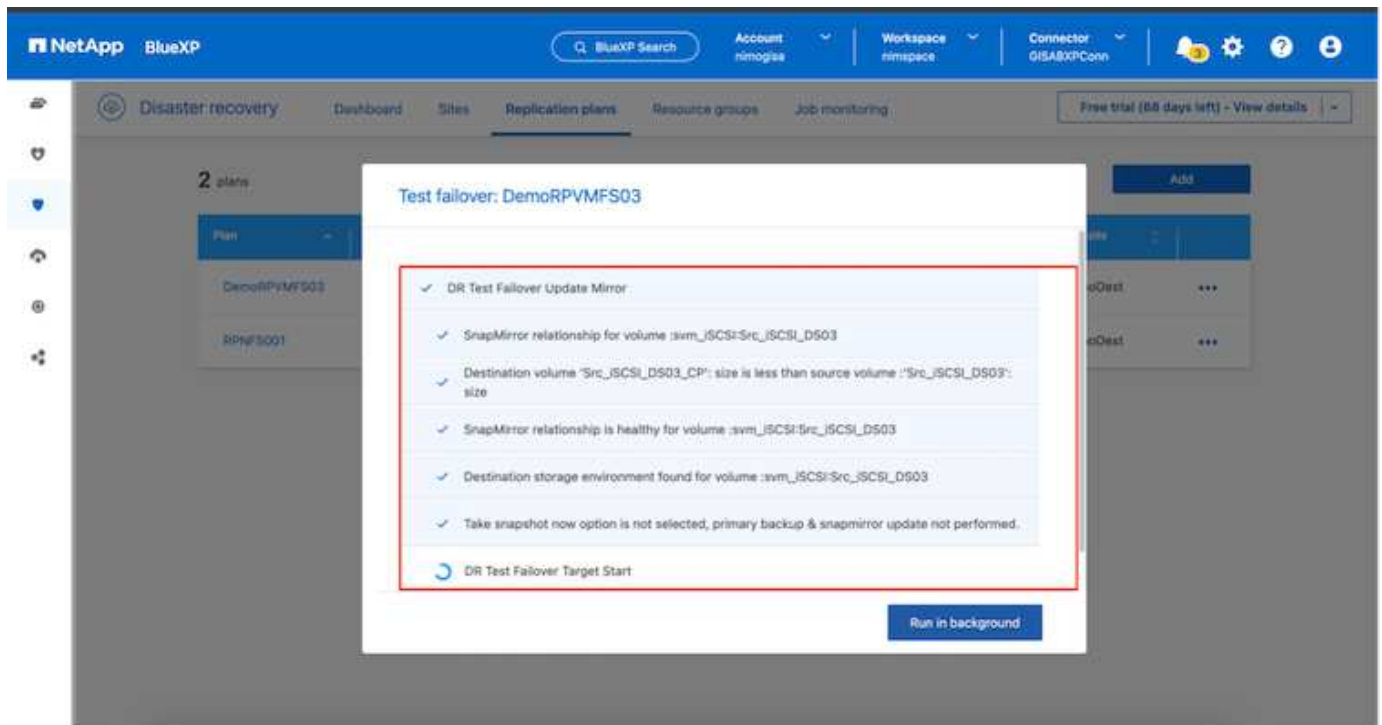 NetApp BlueXP
BlueXP Search
Account
nimogisa
Workspace
nimspace
Connector
GISABXPConn
3
Disaster recovery
Dashboard
Sites
Replication plans
Resource groups
Job monitoring
Free trial (88 days left) - View details
2 plans
Add
Plan
DemoRPVMFS03
RPNFS001
Test failover: DemoRPVMFS03
DR Test Failover Update Mirror
SnapMirror relationship for volume :svm_iSCSI:Src_iSCSI_DS03
Destination volume 'Src_iSCSI_DS03_CP': size is less than source volume :'Src_iSCSI_DS03':
size
SnapMirror relationship is healthy for volume :svm_iSCSI:Src_iSCSI_DS03
Destination storage environment found for volume :svm_iSCSI:Src_iSCSI_DS03
Take snapshot now option is not selected, primary backup & snapmirror update not performed.
DR Test Failover Target Start
Run in background